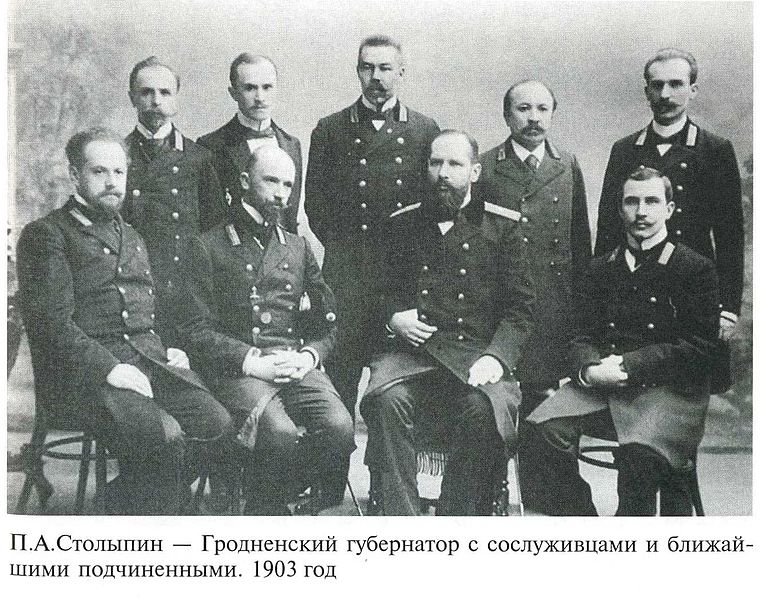 П.А.Столыпин — Гродненский губернатор с сослуживцами и ближай-
шими подчиненными. 1903 год